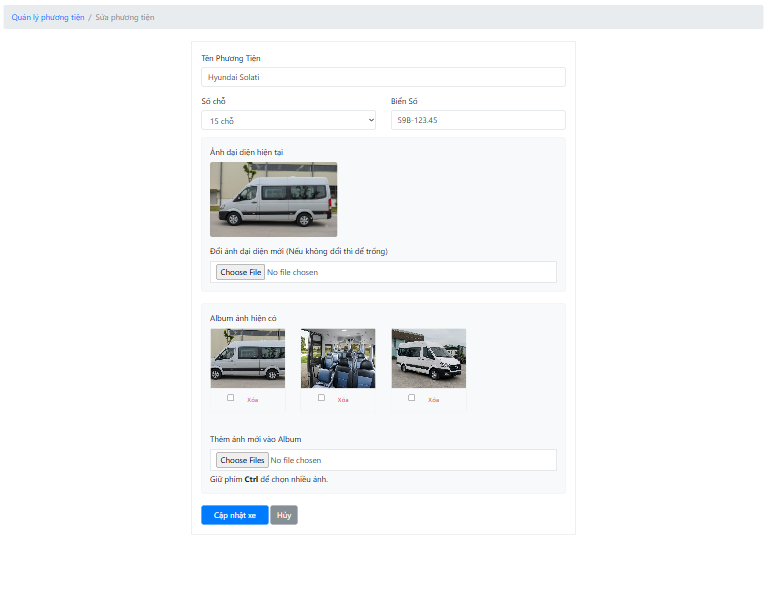 Quản lý phương tiện / Sửa phương tiện
Tên Phương Tiện
Hyundai Solati
Số chỗ
Biển Số
15 chỗ
59B-123.45
Ảnh đại diện hiện tại
Đổi ảnh đại diện mới (Nếu không đổi thì để trống)
Choose File No file chosen
Album ảnh hiện có
Xóa
Xóa
Xóa
Thêm ảnh mới vào Album
Choose Files No file chosen
Giữ phím Ctrl để chọn nhiều ảnh.
Cập nhật xe
Hủy